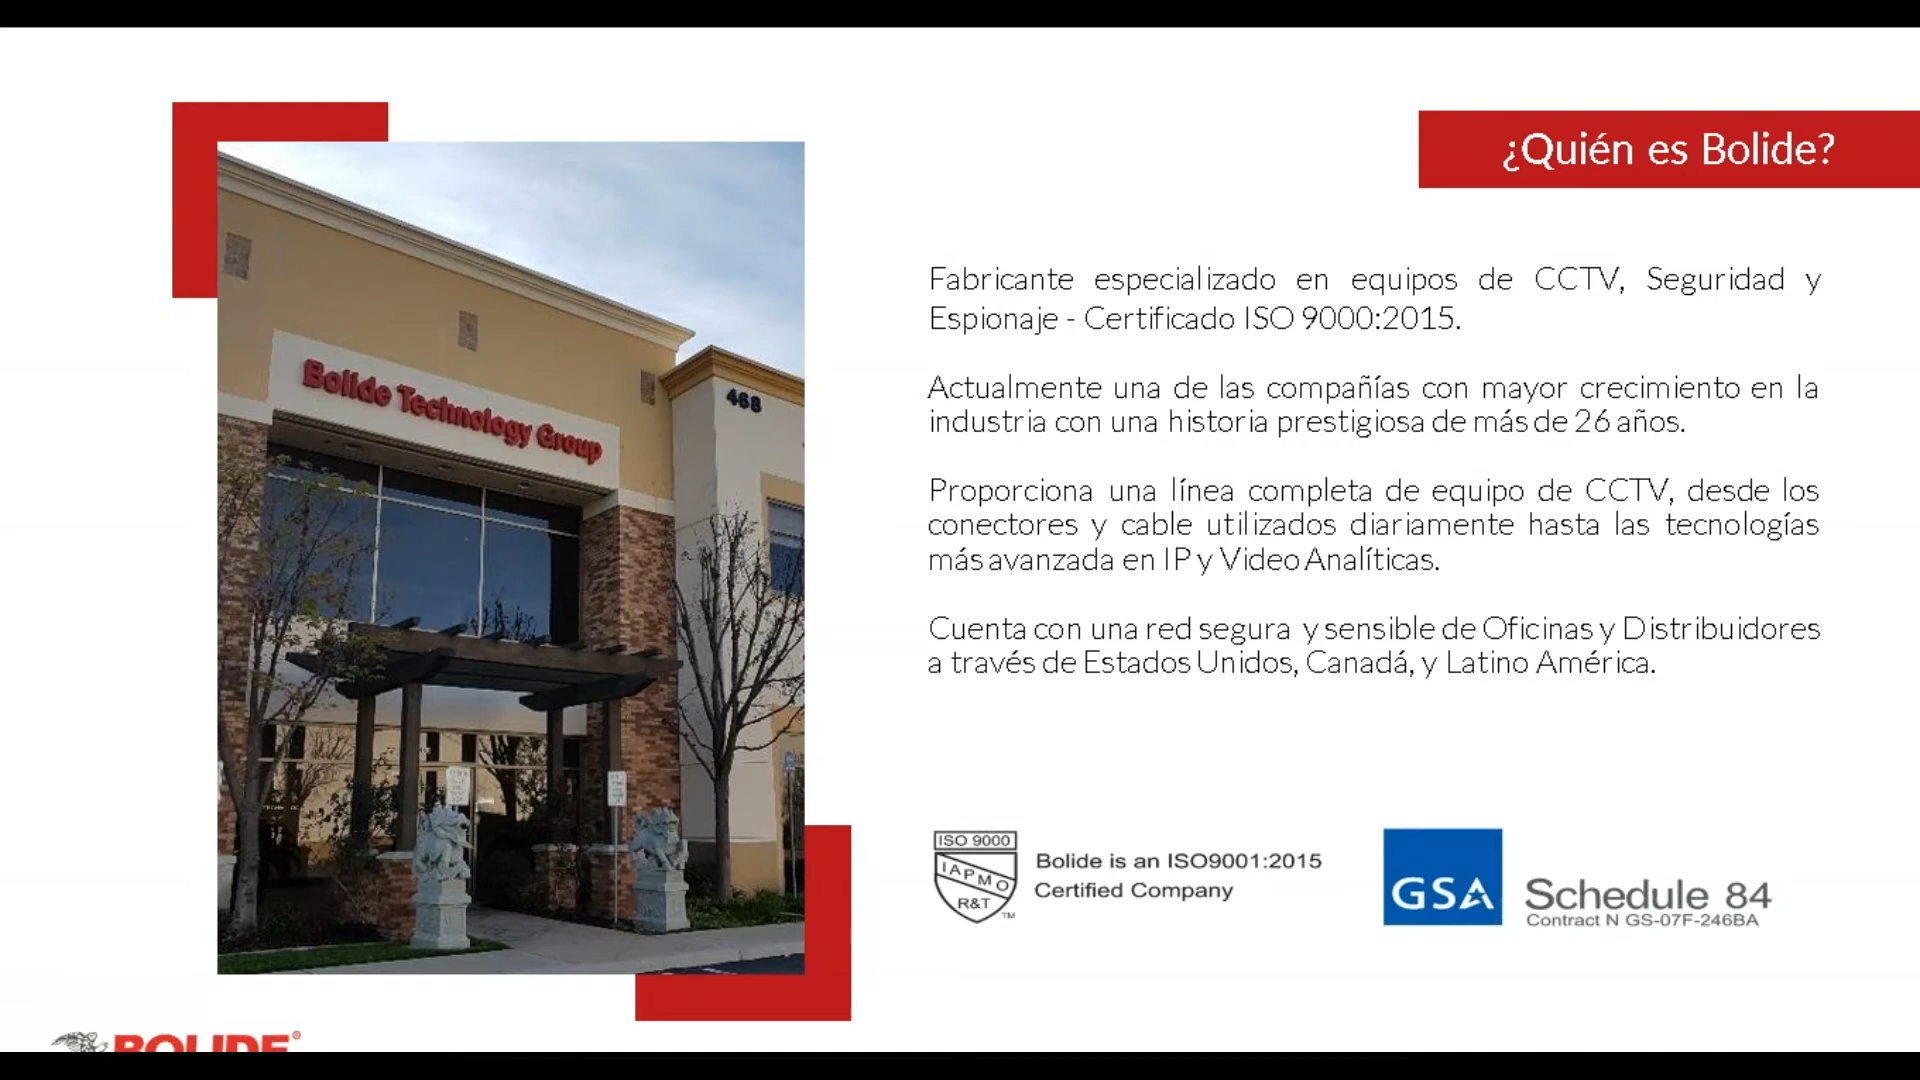 ¿Quién es Bolide?
Bolide Technology Group
468
Fabricante especializado en equipos de CCTV, Seguridad y
Espionaje - Certificado ISO 9000:2015.
Actualmente una de las compañías con mayor crecimiento en la
industria con una historia prestigiosa de más de 26 años.
Proporciona una línea completa de equipo de CCTV, desde los
conectores y cable utilizados diariamente hasta las tecnologías
más avanzada en IP y Video Analíticas.
Cuenta con una red segura y sensible de Oficinas y Distribuidores
a través de Estados Unidos, Canadá, y Latino América.
ISO 9000
IAPMO
R&T
TM
Bolide is an ISO9001:2015
Certified Company
GSA
Schedule 84
Contract N GS-07F-246BA
BOLIDE®